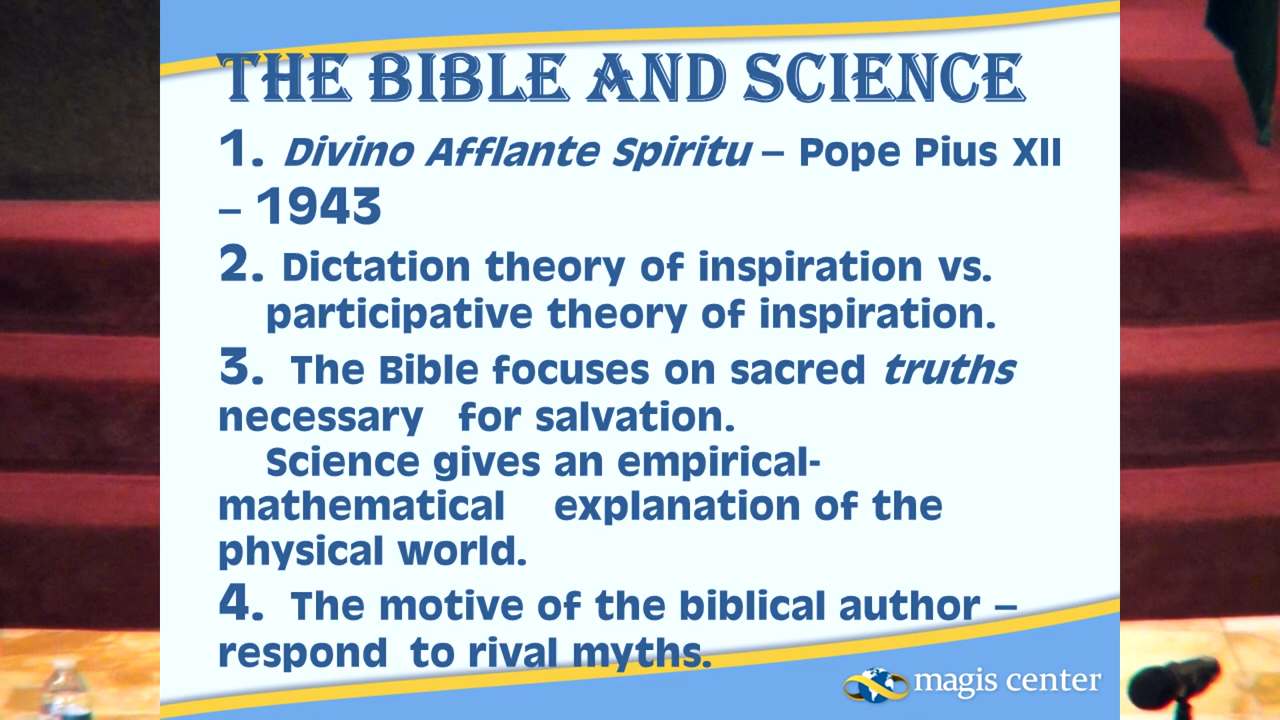 THE BIBLE AND SCIENCE
1. Divino Afflante Spiritu – Pope Pius XII
– 1943
2. Dictation theory of inspiration vs.
participative theory of inspiration.
3. The Bible focuses on sacred truths
necessary for salvation.
Science gives an empirical-
mathematical explanation of the
physical world.
4. The motive of the biblical author –
respond to rival myths.
magis center